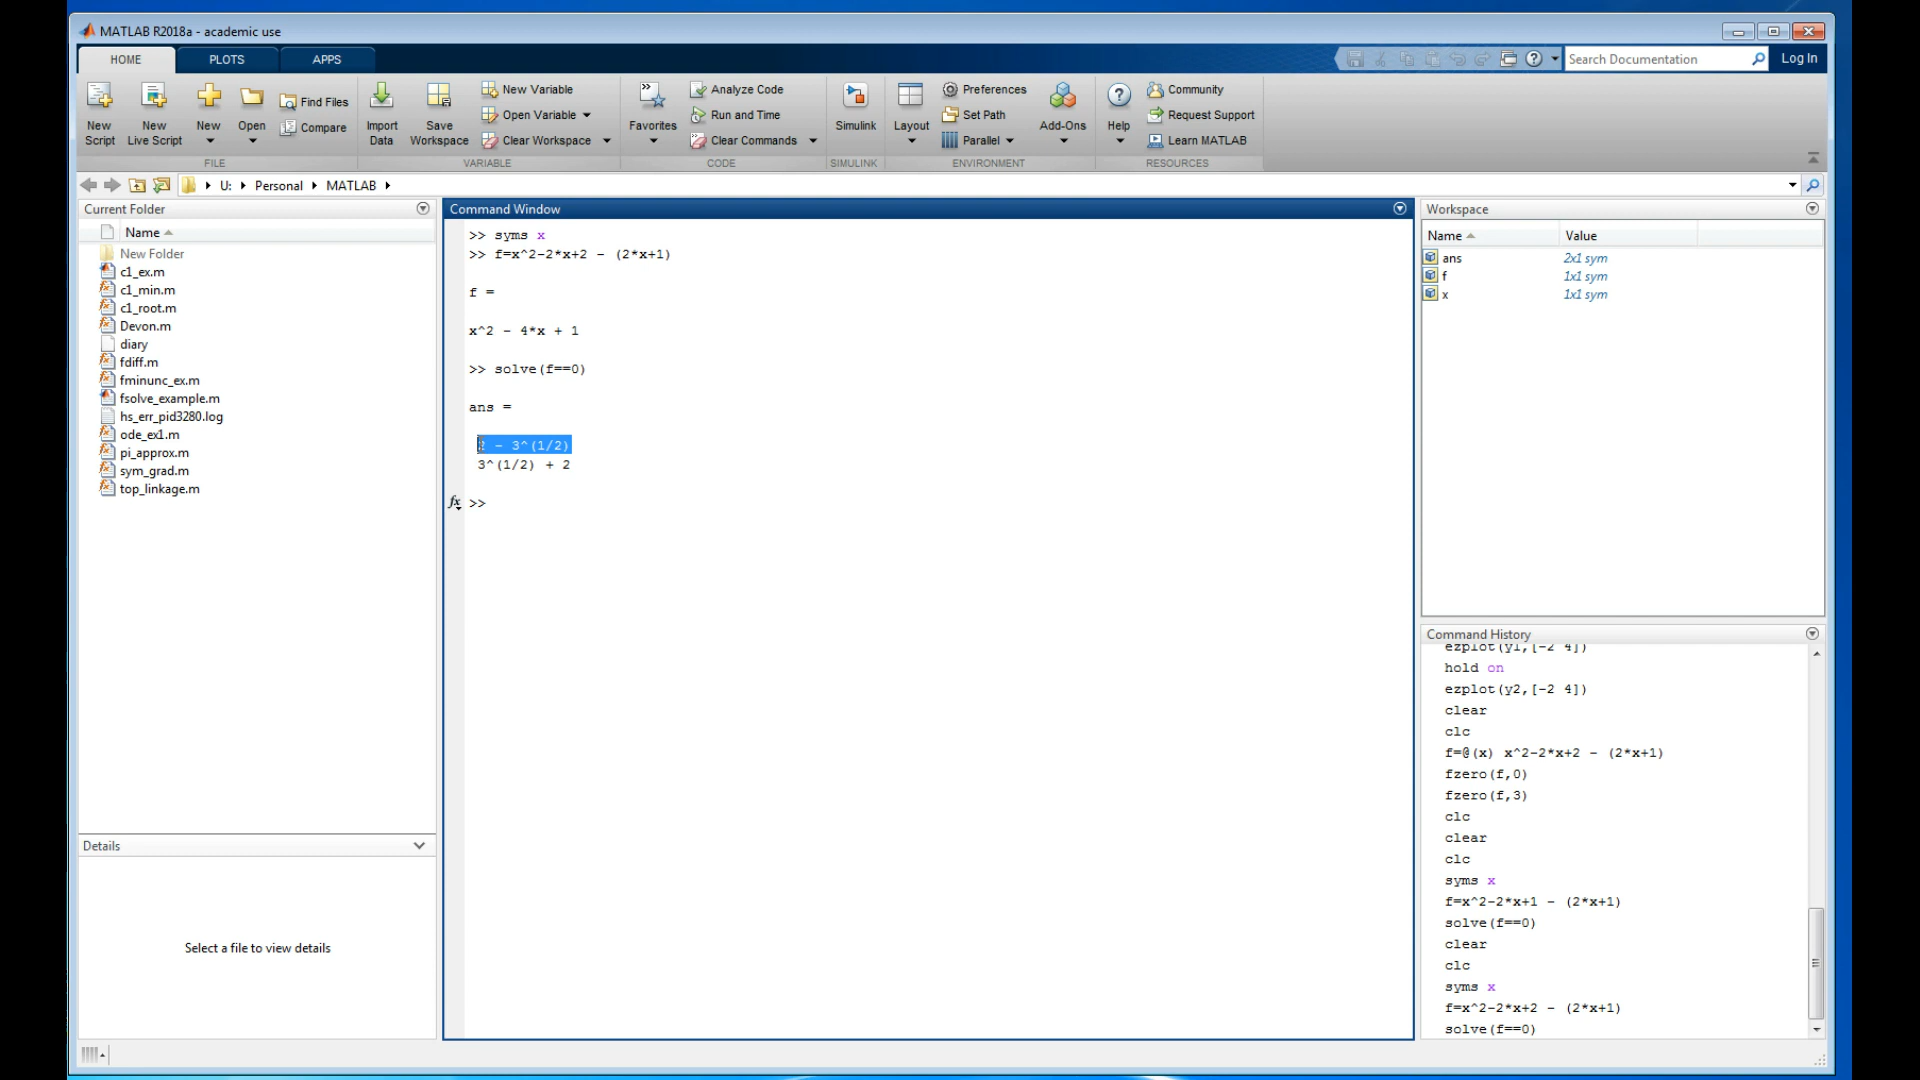 MATLAB R2018a - academic use
HOME
PLOTS
APPS
Search Documentation
Log In
New Script
New Live Script
New
Open
Find Files
Compare
Import Data
Save Workspace
New Variable
Open Variable
Clear Workspace
Favorites
Analyze Code
Run and Time
Clear Commands
Simulink
Layout
Preferences
Set Path
Parallel
Add-Ons
Help
Community
Request Support
Learn MATLAB
FILE
VARIABLE
CODE
SIMULINK
ENVIRONMENT
RESOURCES
U:
Personal
MATLAB
Current Folder
Name
New Folder
c1_ex.m
c1_min.m
c1_root.m
Devon.m
diary
fdiff.m
fminunc_ex.m
fsolve_example.m
hs_err_pid3280.log
ode_ex1.m
pi_approx.m
sym_grad.m
top_linkage.m
Details
Select a file to view details
Command Window
>> syms x
>> f=x^2-2*x+2 - (2*x+1)
f =
x^2 - 4*x + 1
>> solve(f==0)
ans =
2 - 3^(1/2)
3^(1/2) + 2
fx >>
Workspace
Name Value
ans 2x1 sym
f 1x1 sym
x 1x1 sym
Command History
ezplot(y1,[-2 4])
hold on
ezplot(y2,[-2 4])
clear
clc
f=@(x) x^2-2*x+2 - (2*x+1)
fzero(f,0)
fzero(f,3)
clc
clear
clc
syms x
f=x^2-2*x+1 - (2*x+1)
solve(f==0)
clear
clc
syms x
f=x^2-2*x+2 - (2*x+1)
solve(f==0)